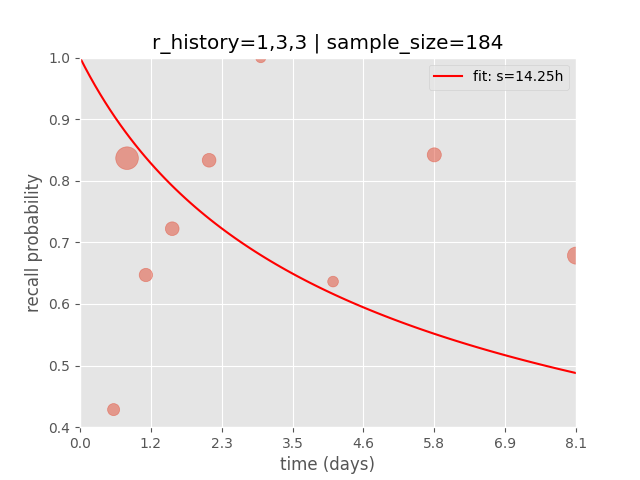 r_history=1,3,3 | sample_size=184
fit: s=14.25h
recall probability
1.0
0.9
0.8
0.7
0.6
0.5
0.4
0.0 1.2 2.3 3.5 4.6 5.8 6.9 8.1
time (days)